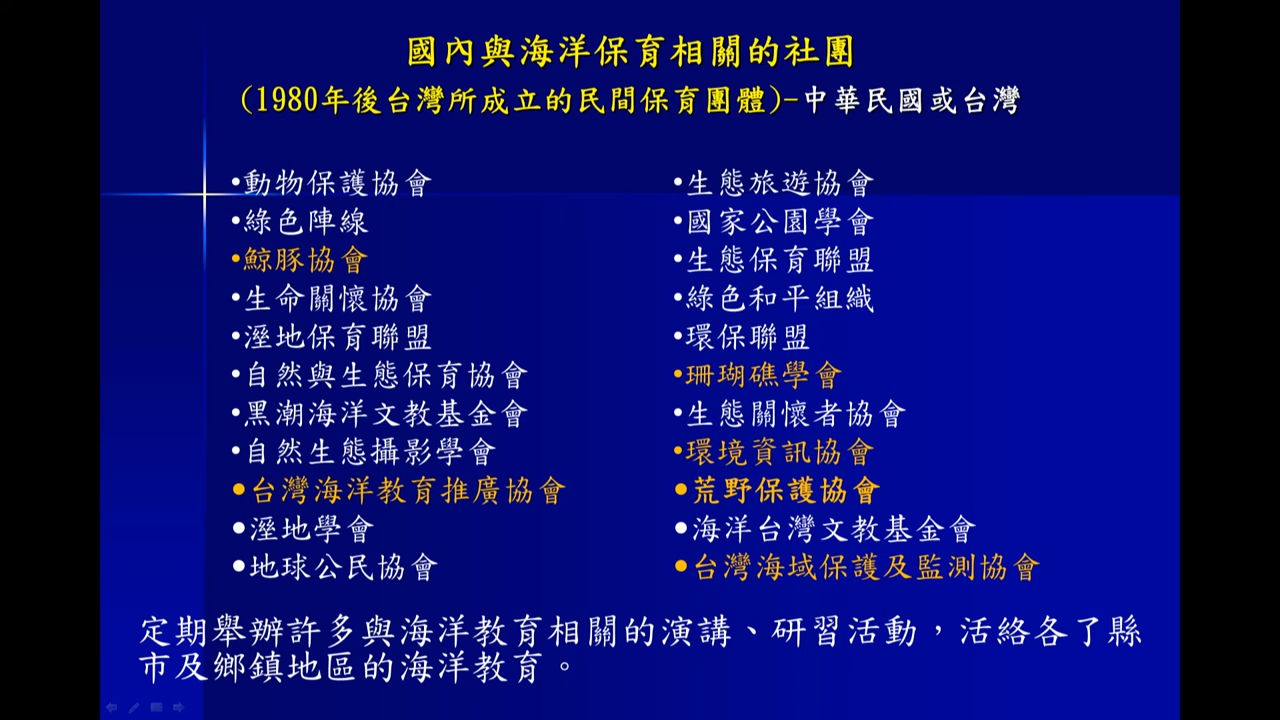 國內與海洋保育相關的社團
(1980年後台灣所成立的民間保育團體)-中華民國或台灣
•動物保護協會
•綠色陣線
•鯨豚協會
•生命關懷協會
•溼地保育聯盟
•自然與生態保育協會
•黑潮海洋文教基金會
•自然生態攝影學會
•台灣海洋教育推廣協會
•溼地學會
•地球公民協會
•生態旅遊協會
•國家公園學會
•生態保育聯盟
•綠色和平組織
•環保聯盟
•珊瑚礁學會
•生態關懷者協會
•環境資訊協會
•荒野保護協會
•海洋台灣文教基金會
•台灣海域保護及監測協會
定期舉辦許多與海洋教育相關的演講、研習活動，活絡各了縣
市及鄉鎮地區的海洋教育。